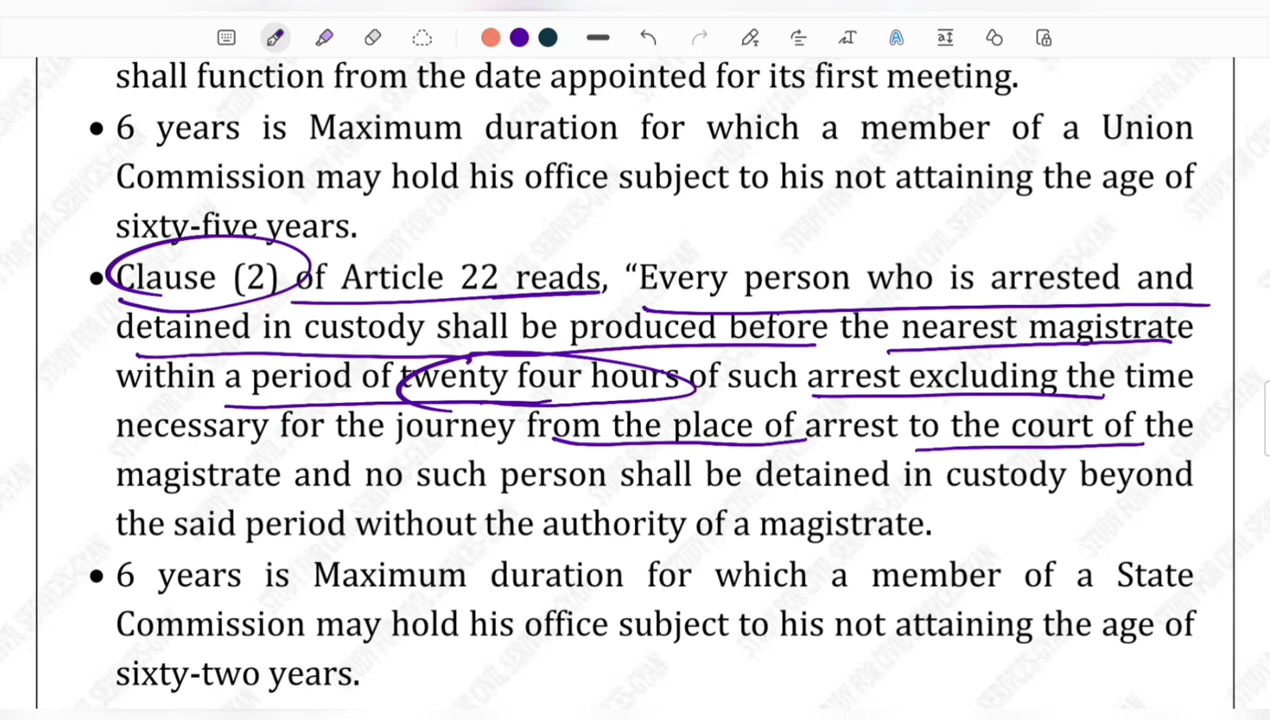 shall function from the date appointed for its first meeting.
• 6 years is Maximum duration for which a member of a Union
Commission may hold his office subject to his not attaining the age of
sixty-five years.
• Clause (2) of Article 22 reads, “Every person who is arrested and
detained in custody shall be produced before the nearest magistrate
within a period of twenty four hours of such arrest excluding the time
necessary for the journey from the place of arrest to the court of the
magistrate and no such person shall be detained in custody beyond
the said period without the authority of a magistrate.
• 6 years is Maximum duration for which a member of a State
Commission may hold his office subject to his not attaining the age of
sixty-two years.